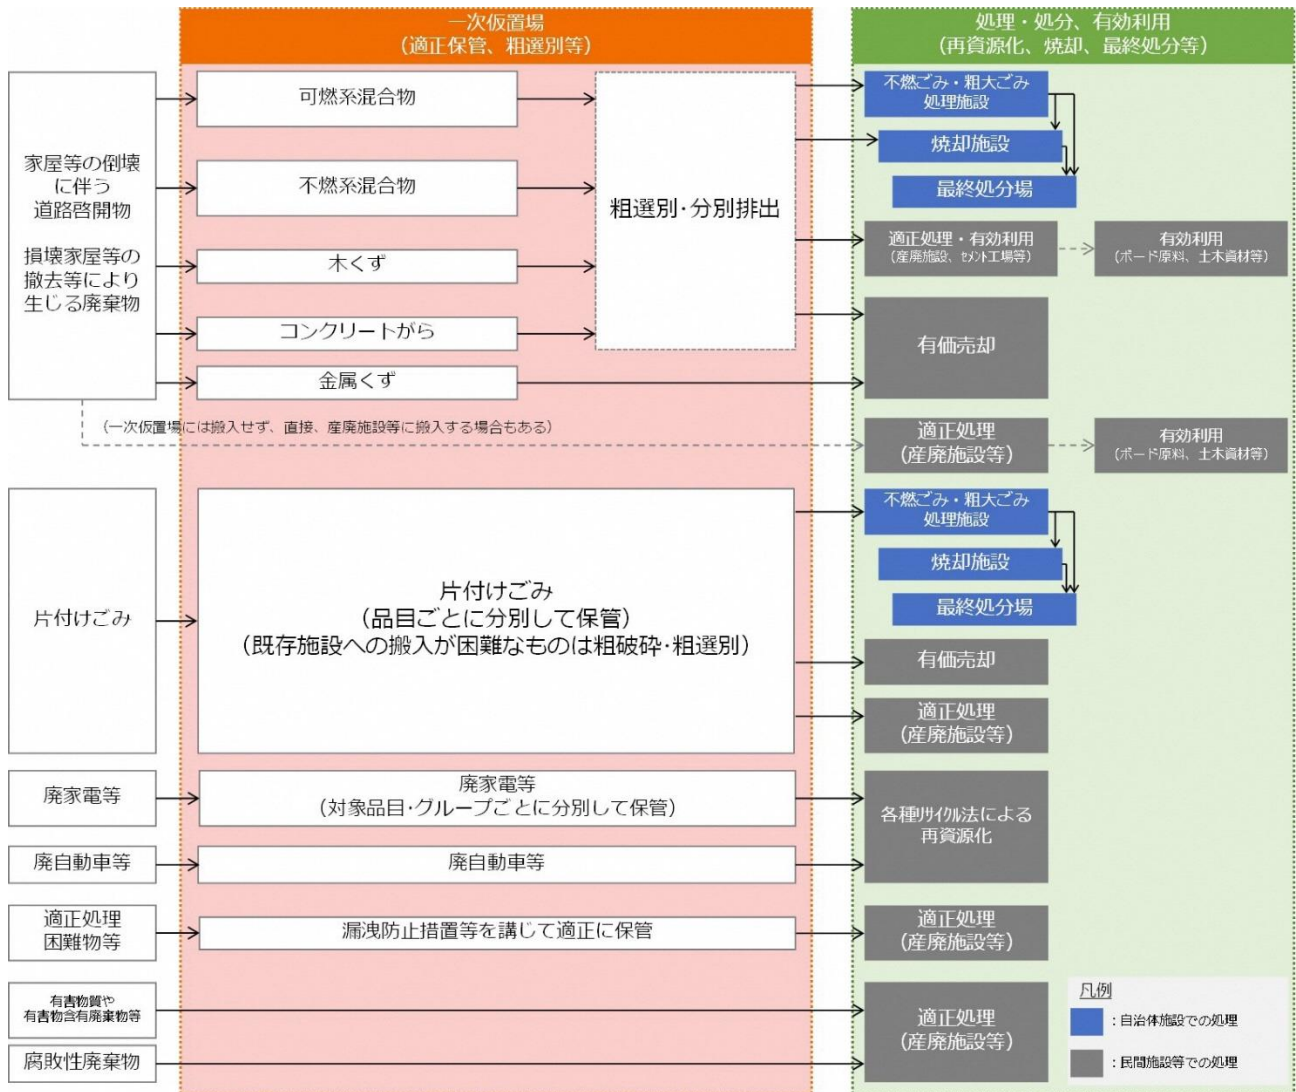 一次仮置場
（適正保管、粗選別等）
処理・処分、有効利用
（再資源化、焼却、最終処分等）
家屋等の倒壊
に伴う
道路啓開物
損壊家屋等の
撤去等により
生じる廃棄物
可燃系混合物
不燃系混合物
木くず
コンクリートがら
金属くず
粗選別･分別排出
不燃ごみ・粗大ごみ
処理施設
焼却施設
最終処分場
適正処理・有効利用
（産廃施設、ｾﾒﾝﾄ工場等）
有効利用
（ボード原料、土木資材等）
有価売却
（一次仮置場には搬入せず、直接、産廃施設等に搬入する場合もある）
適正処理
（産廃施設等）
有効利用
（ボード原料、土木資材等）
片付けごみ
片付けごみ
（品目ごとに分別して保管）
（既存施設への搬入が困難なものは粗破砕･粗選別）
不燃ごみ・粗大ごみ
処理施設
焼却施設
最終処分場
有価売却
適正処理
（産廃施設等）
廃家電等
廃家電等
（対象品目･グループごとに分別して保管）
各種ﾘｻｲｸﾙ法による
再資源化
廃自動車等
廃自動車等
適正処理
困難物等
漏洩防止措置等を講じて適正に保管
適正処理
（産廃施設等）
有害物質や
有害物含有廃棄物等
適正処理
（産廃施設等）
腐敗性廃棄物
凡例
：自治体施設での処理
：民間施設等での処理